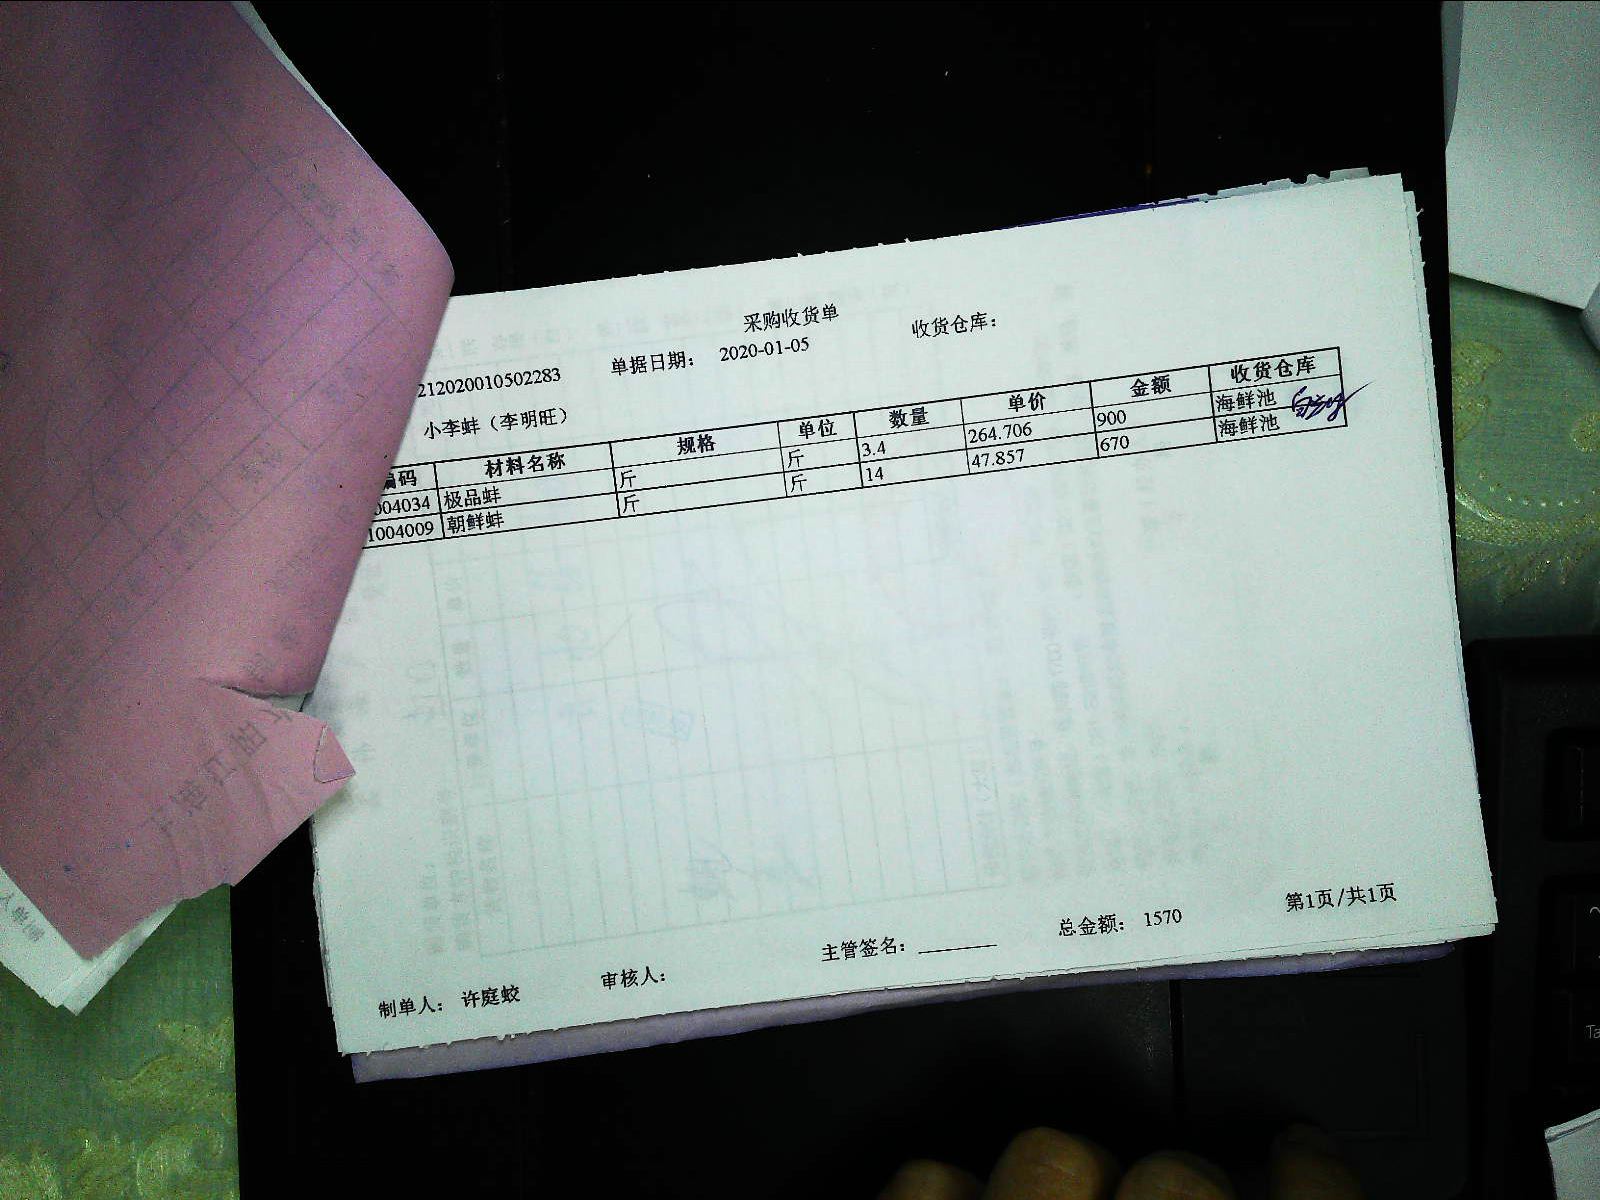 采购收货单
212020010502283 单据日期： 2020-01-05 收货仓库：
小李蚌（李明旺）
编码 材料名称 规格 单位 数量 单价 金额 收货仓库
004034 极品蚌 斤 斤 3.4 264.706 900 海鲜池
1004009 朝鲜蚌 斤 斤 14 47.857 670 海鲜池
制单人： 许庭蛟 审核人： 主管签名： 总金额： 1570 第1页/共1页